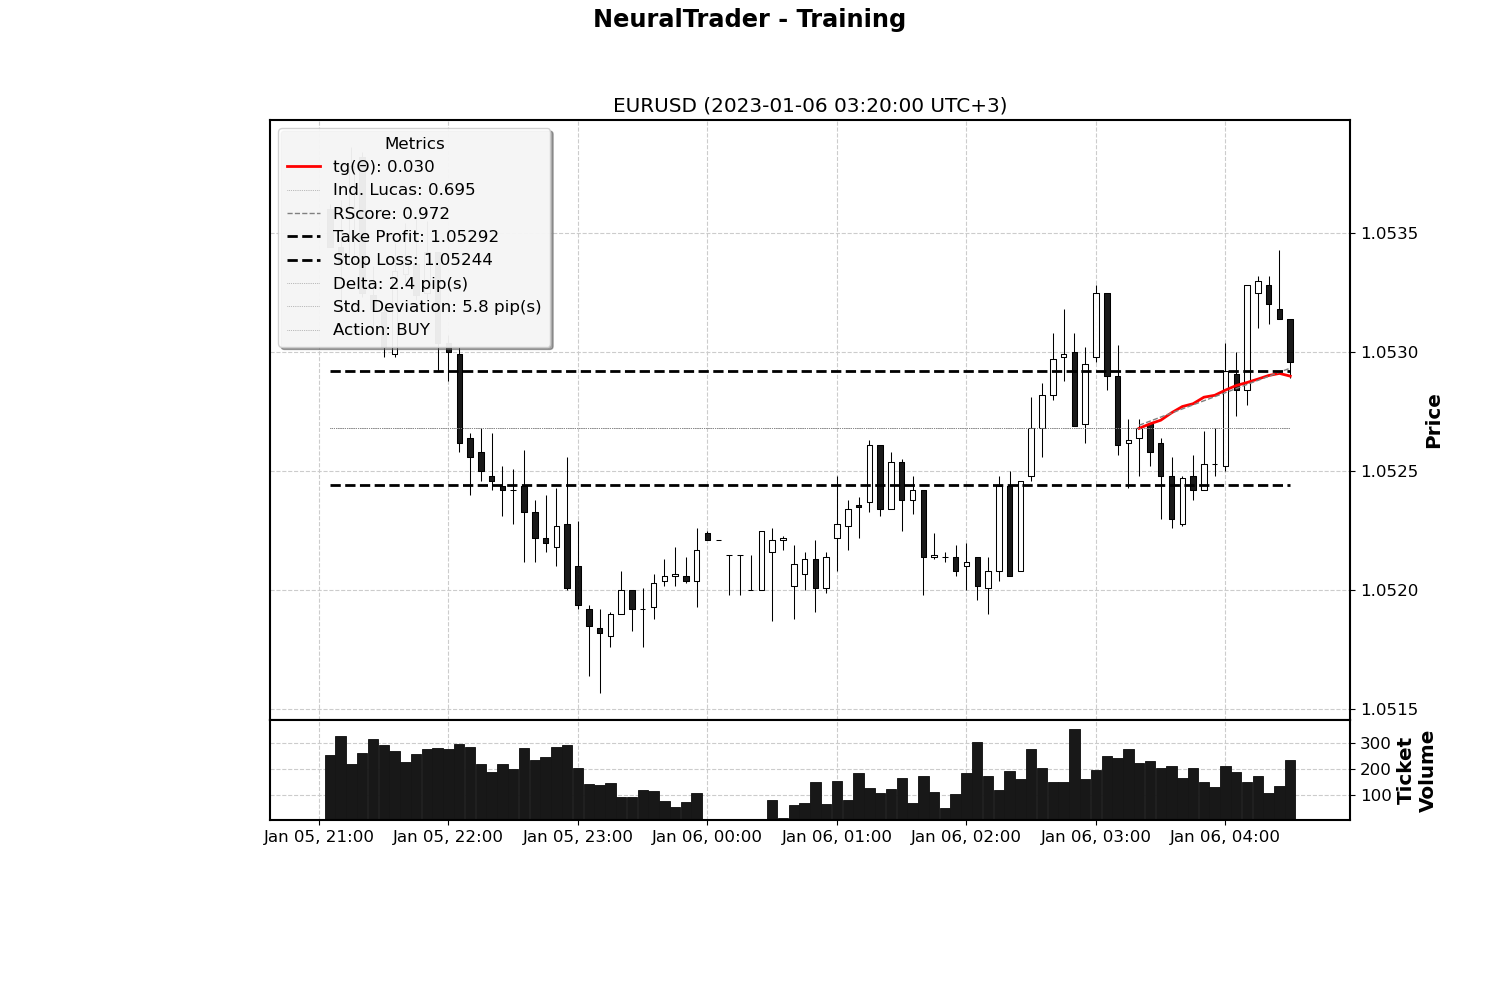 NeuralTrader - Training
EURUSD (2023-01-06 03:20:00 UTC+3)
Metrics
tg(Θ): 0.030
Ind. Lucas: 0.695
RScore: 0.972
Take Profit: 1.05292
Stop Loss: 1.05244
Delta: 2.4 pip(s)
Std. Deviation: 5.8 pip(s)
Action: BUY
1.0535
1.0530
1.0525
1.0520
1.0515
Price
300
200
100
Ticket
Volume
Jan 05, 21:00 Jan 05, 22:00 Jan 05, 23:00 Jan 06, 00:00 Jan 06, 01:00 Jan 06, 02:00 Jan 06, 03:00 Jan 06, 04:00